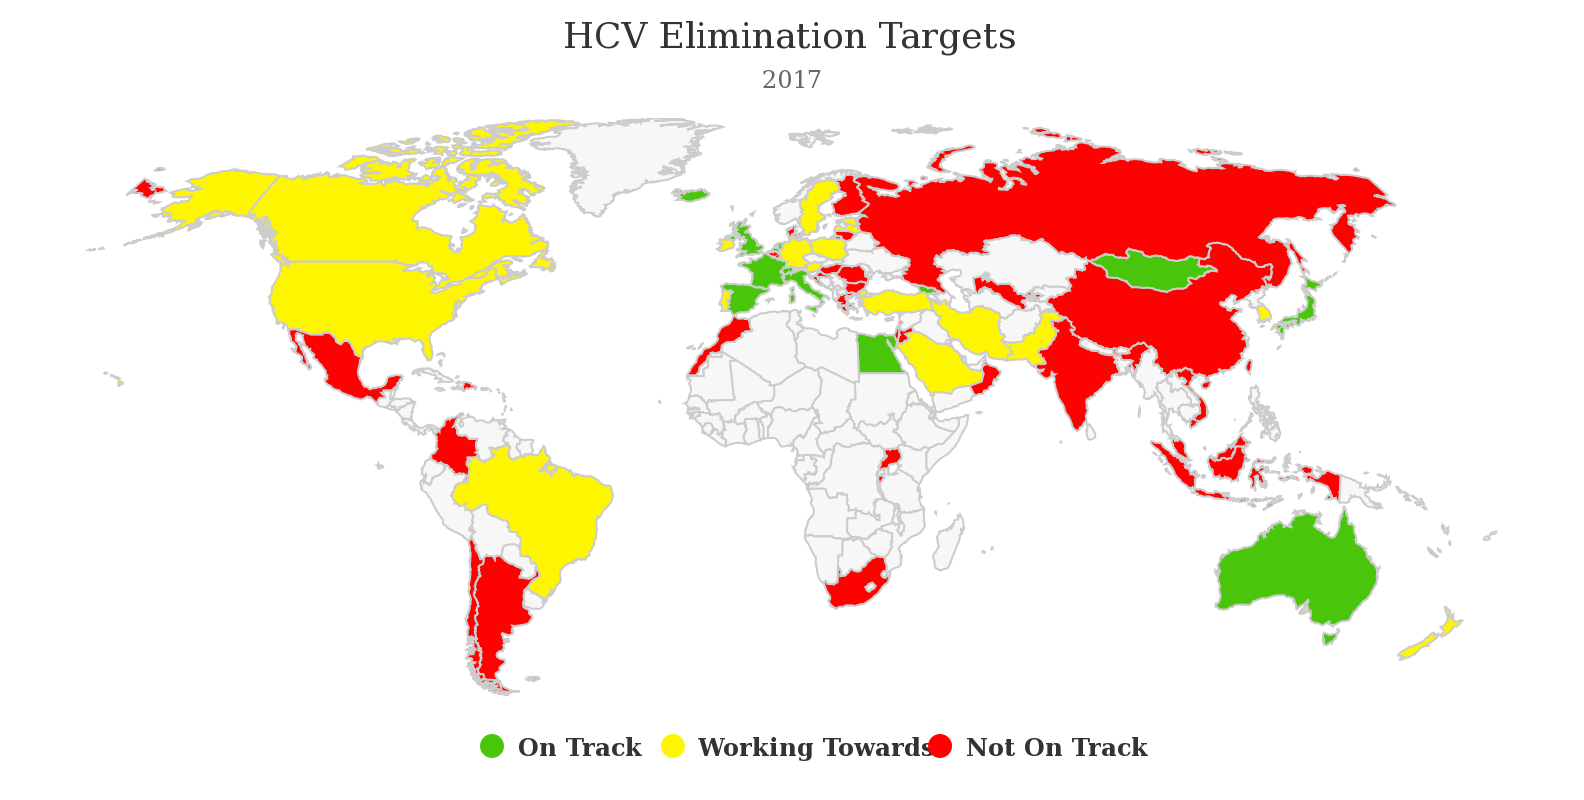 HCV Elimination Targets
2017
On Track Working Towards Not On Track